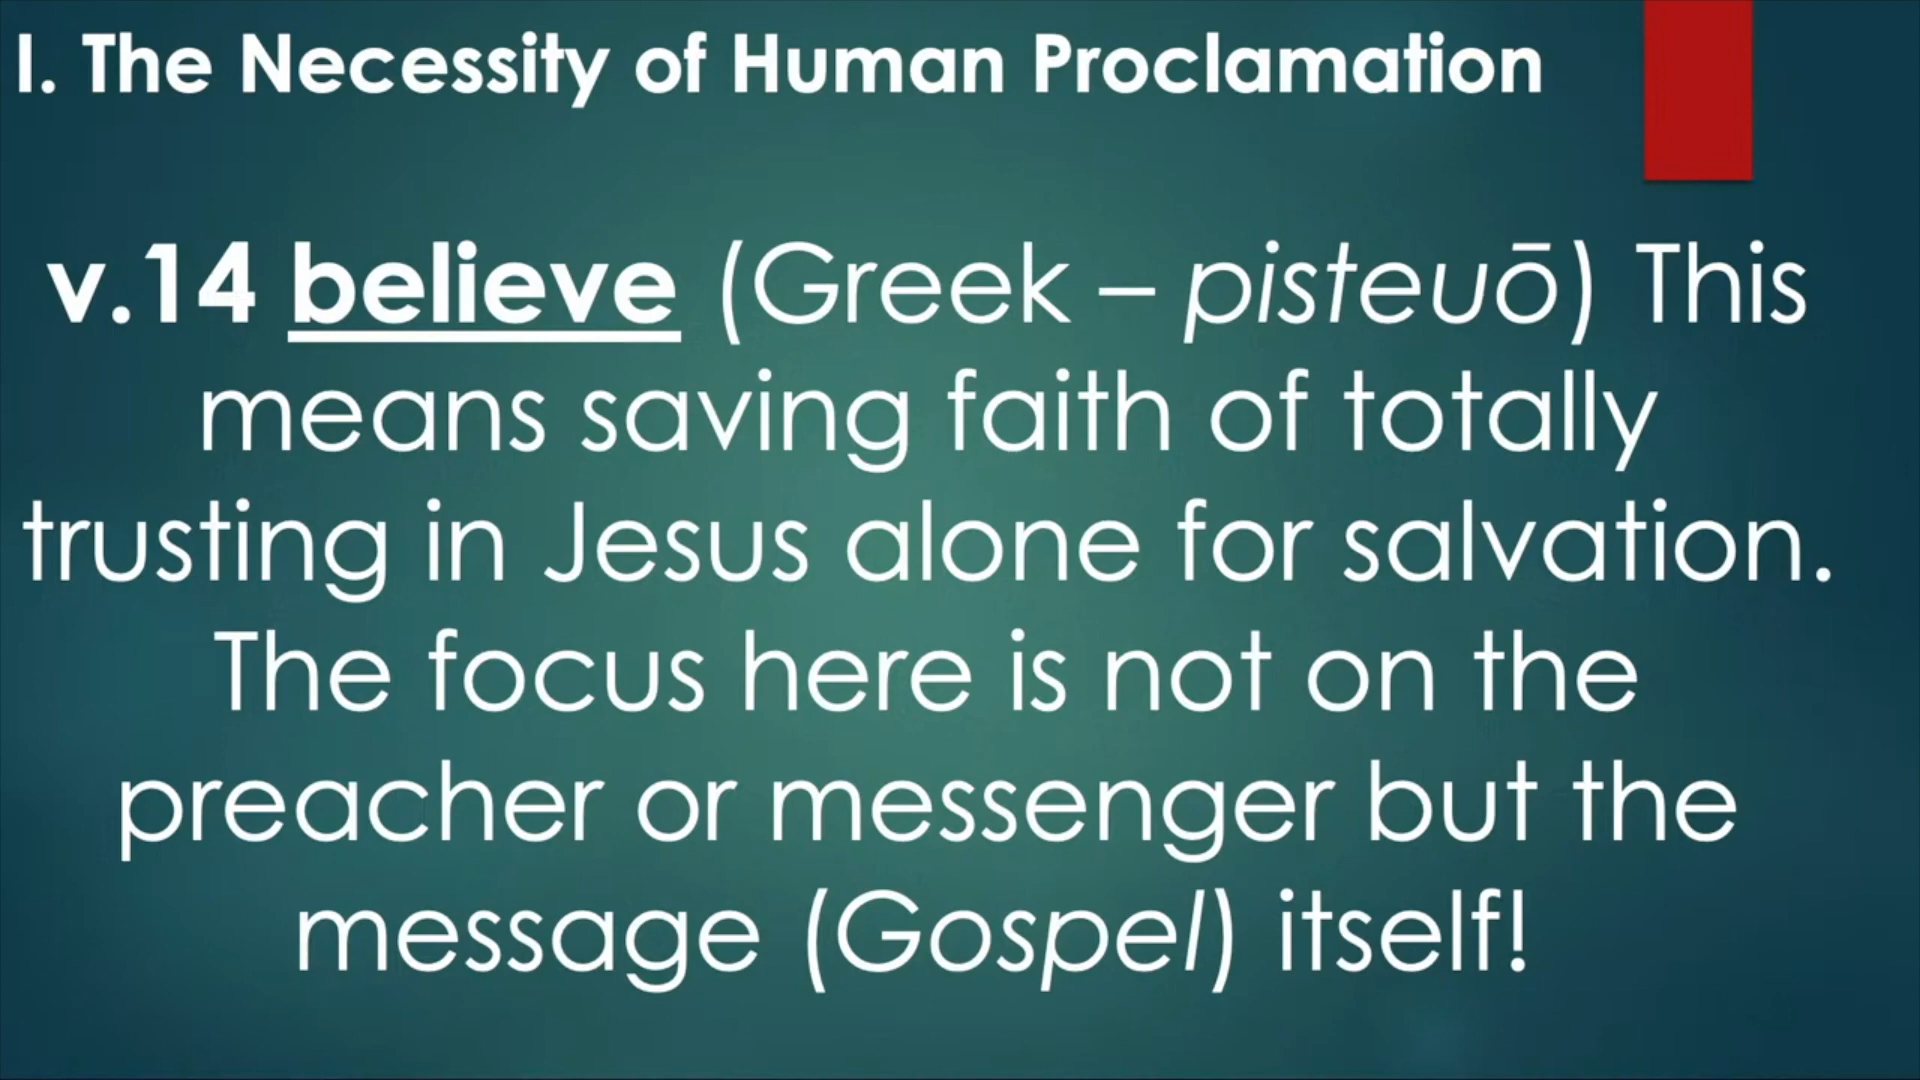 I. The Necessity of Human Proclamation
v.14 believe (Greek – pisteuō) This
means saving faith of totally
trusting in Jesus alone for salvation.
The focus here is not on the
preacher or messenger but the
message (Gospel) itself!